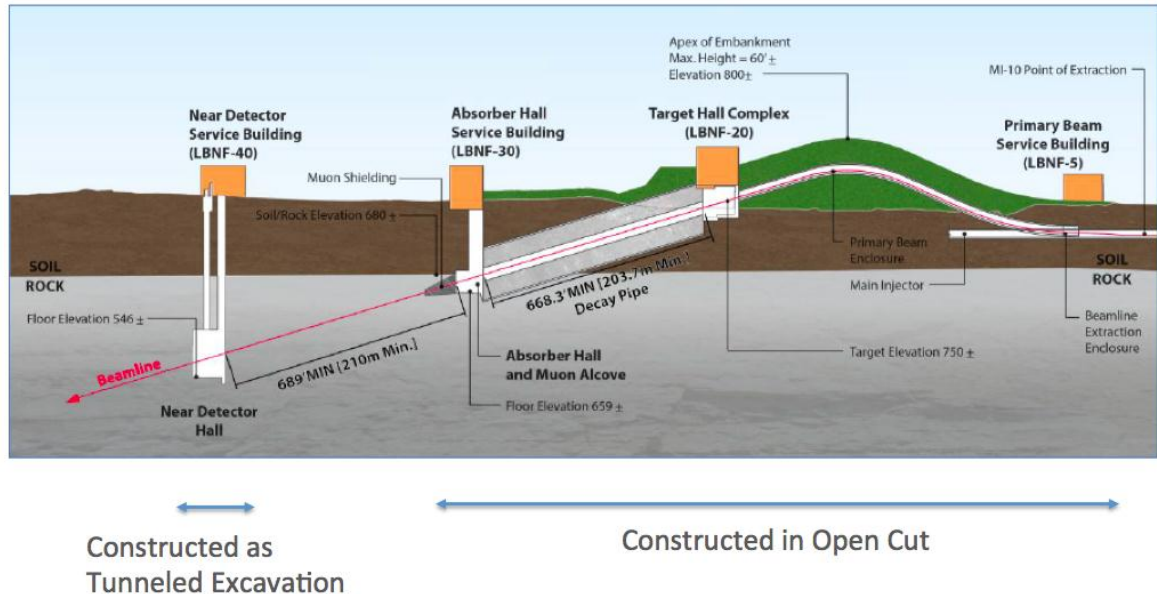 Apex of Embankment
Max. Height = 60'±
Elevation 800±
MI-10 Point of Extraction
Near Detector
Service Building
(LBNF-40)
Absorber Hall
Service Building
(LBNF-30)
Target Hall Complex
(LBNF-20)
Primary Beam
Service Building
(LBNF-5)
Muon Shielding
Soil/Rock Elevation 680 ±
Primary Beam
Enclosure
SOIL
ROCK
SOIL
ROCK
668.3'MIN [203.7m Min.]
Decay Pipe
Main Injector
Floor Elevation 546 ±
Beamline
Extraction
Enclosure
Target Elevation 750 ±
689'MIN [210m Min.]
Absorber Hall
and Muon Alcove
Beamline
Floor Elevation 659 ±
Near Detector
Hall
Constructed as
Tunneled Excavation
Constructed in Open Cut